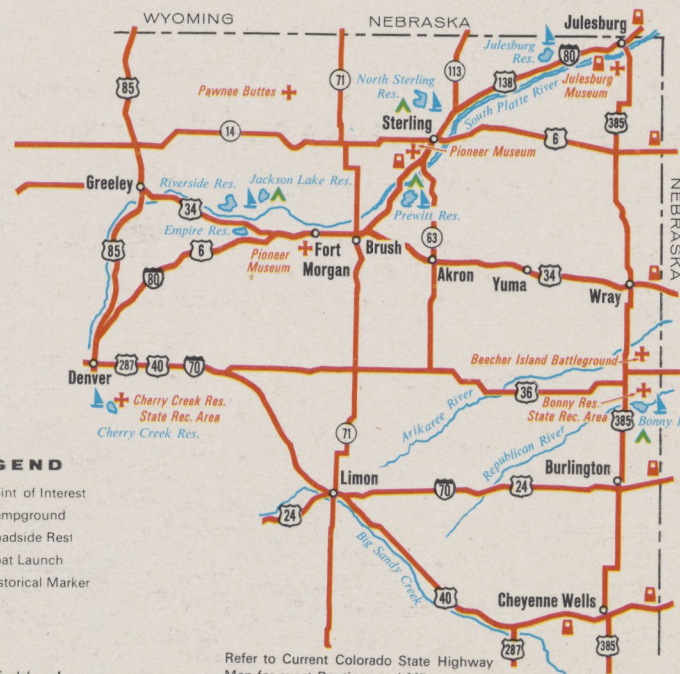 WYOMING
NEBRASKA
Julesburg
85
71
113
Julesburg
Res.
80
138
Julesburg
Museum
Pawnee Buttes
North Sterling
Res.
South Platte River
385
14
Sterling
6
Pioneer Museum
NEBRASKA
Greeley
Riverside Res.
Jackson Lake Res.
34
Prewitt Res.
Empire Res.
85
6
Pioneer
Museum
Fort
Morgan
Brush
63
80
Akron
Yuma
34
Wray
Beecher Island Battleground
Denver
287
40
70
36
Bonny Res.
State Rec. Area
Cherry Creek Res.
State Rec. Area
Cherry Creek Res.
Arikaree River
385
Bonny
71
Republican River
GEND
int of Interest
mpground
adside Rest
at Launch
storical Marker
Limon
Burlington
70
24
24
Big Sandy Creek
40
Cheyenne Wells
287
385
Refer to Current Colorado State Highway